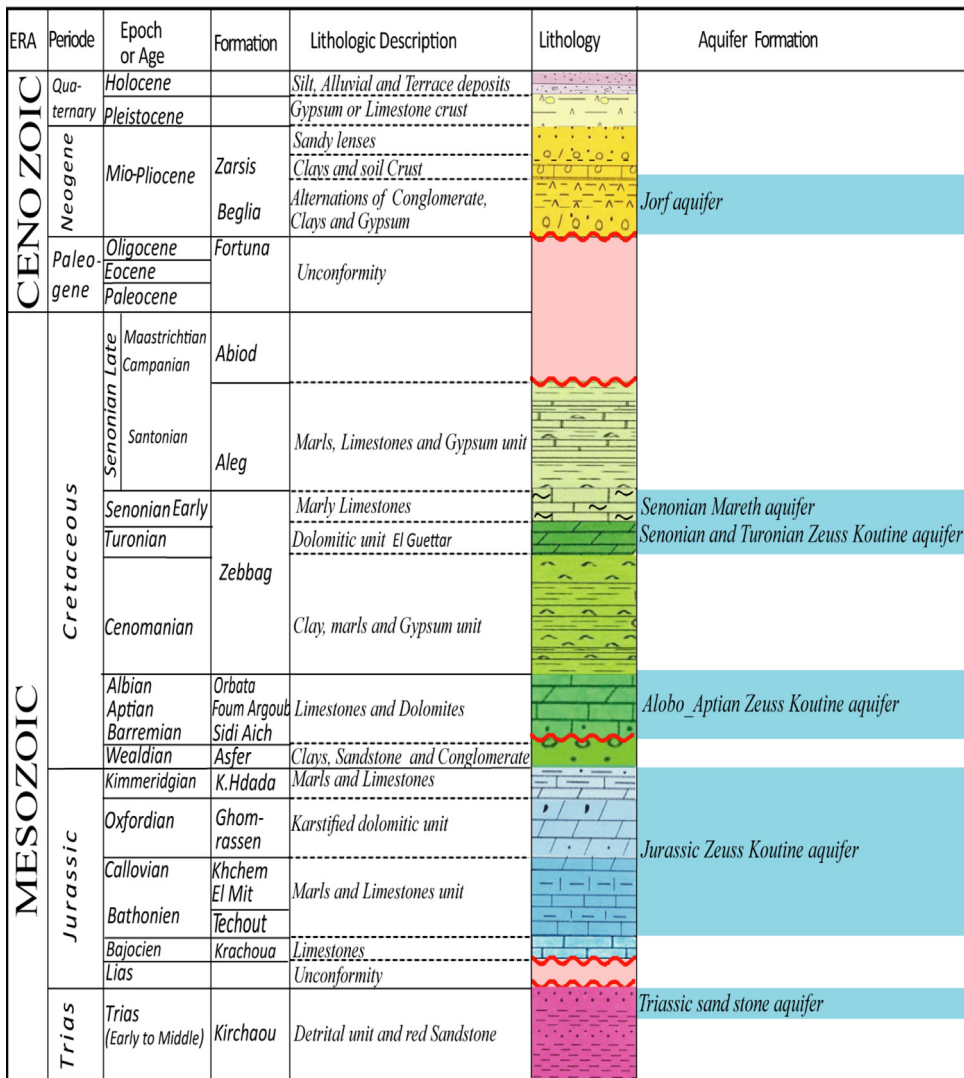 ERA Periode Epoch or Age Formation Lithologic Description Lithology Aquifer Formation
CENOZOIC
Qua-ternary
Holocene Silt, Alluvial and Terrace deposits
Pleistocene Gypsum or Limestone crust
Neogene
Mio-Pliocene
Zarsis
Beglia
Sandy lenses
Clays and soil Crust
Alternations of Conglomerate,
Clays and Gypsum
Jorf aquifer
Paleo-gene
Oligocene Fortuna
Eocene
Paleocene
Unconformity
MESOZOIC
Cretaceous
Senonian Late
Maastrichtian
Campanian
Abiod
Santonian
Aleg
Marls, Limestones and Gypsum unit
Senonian Early Marly Limestones Senonian Mareth aquifer
Turonian Dolomitic unit El Guettar Senonian and Turonian Zeuss Koutine aquifer
Zebbag
Cenomanian Clay, marls and Gypsum unit
Albian Orbata
Aptian Foum Argoub Limestones and Dolomites Alobo_Aptian Zeuss Koutine aquifer
Barremian Sidi Aich
Wealdian Asfer Clays, Sandstone and Conglomerate
Jurassic
Kimmeridgian K.Hdada Marls and Limestones
Oxfordian Ghom-rassen Karstified dolomitic unit
Jurassic Zeuss Koutine aquifer
Callovian Khchem El Mit
Marls and Limestones unit
Bathonien Techout
Bajocien Krachoua Limestones
Lias Unconformity
Trias
Trias
(Early to Middle) Kirchaou Detrital unit and red Sandstone
Triassic sand stone aquifer